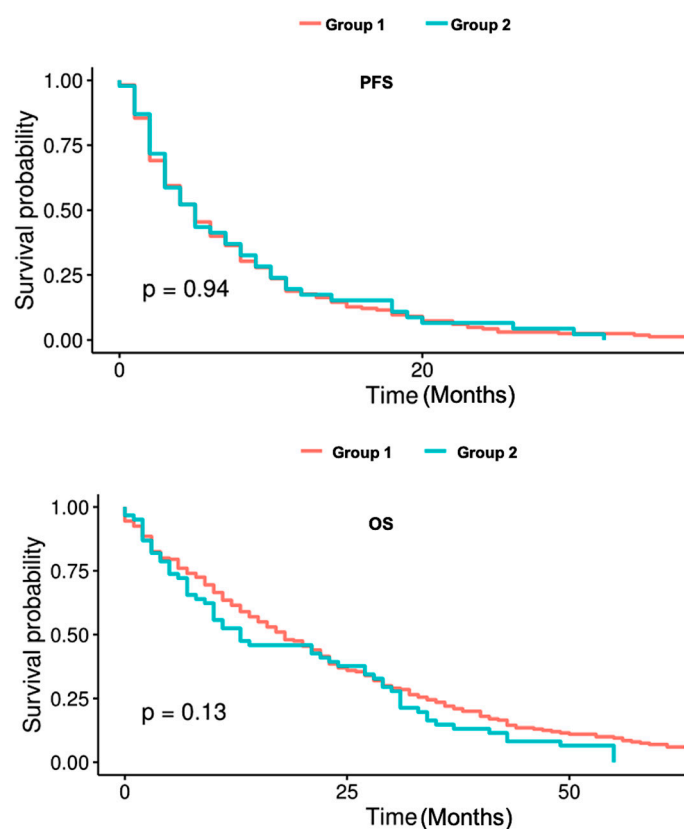 Group 1 Group 2
PFS
Survival probability
1.00
0.75
0.50
0.25
0.00
p = 0.94
0 20
Time (Months)
Group 1 Group 2
OS
Survival probability
1.00
0.75
0.50
0.25
0.00
p = 0.13
0 25 50
Time (Months)